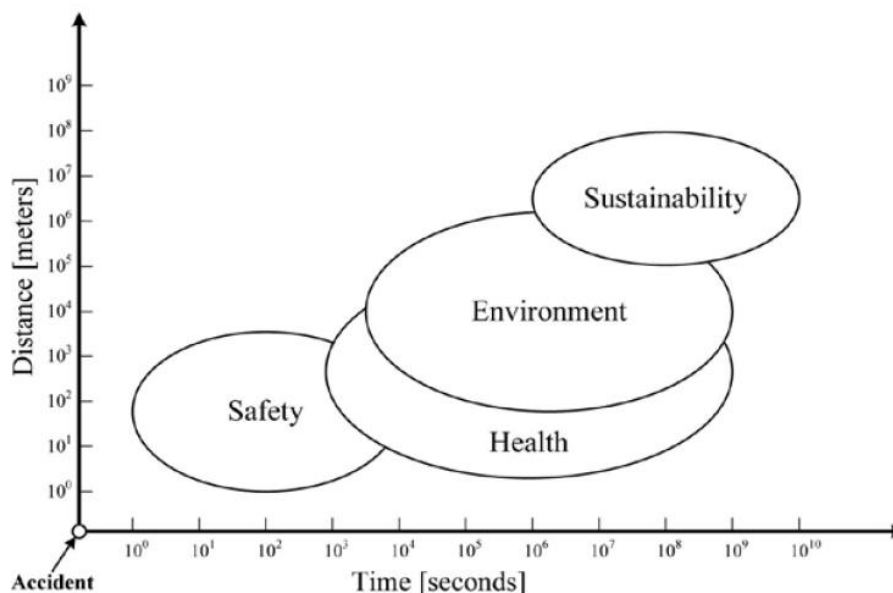 Distance [meters]
10⁹
10⁸
10⁷
10⁶
10⁵
10⁴
10³
10²
10¹
10⁰
Sustainability
Environment
Safety
Health
10⁰ 10¹ 10² 10³ 10⁴ 10⁵ 10⁶ 10⁷ 10⁸ 10⁹ 10¹⁰
Accident
Time [seconds]